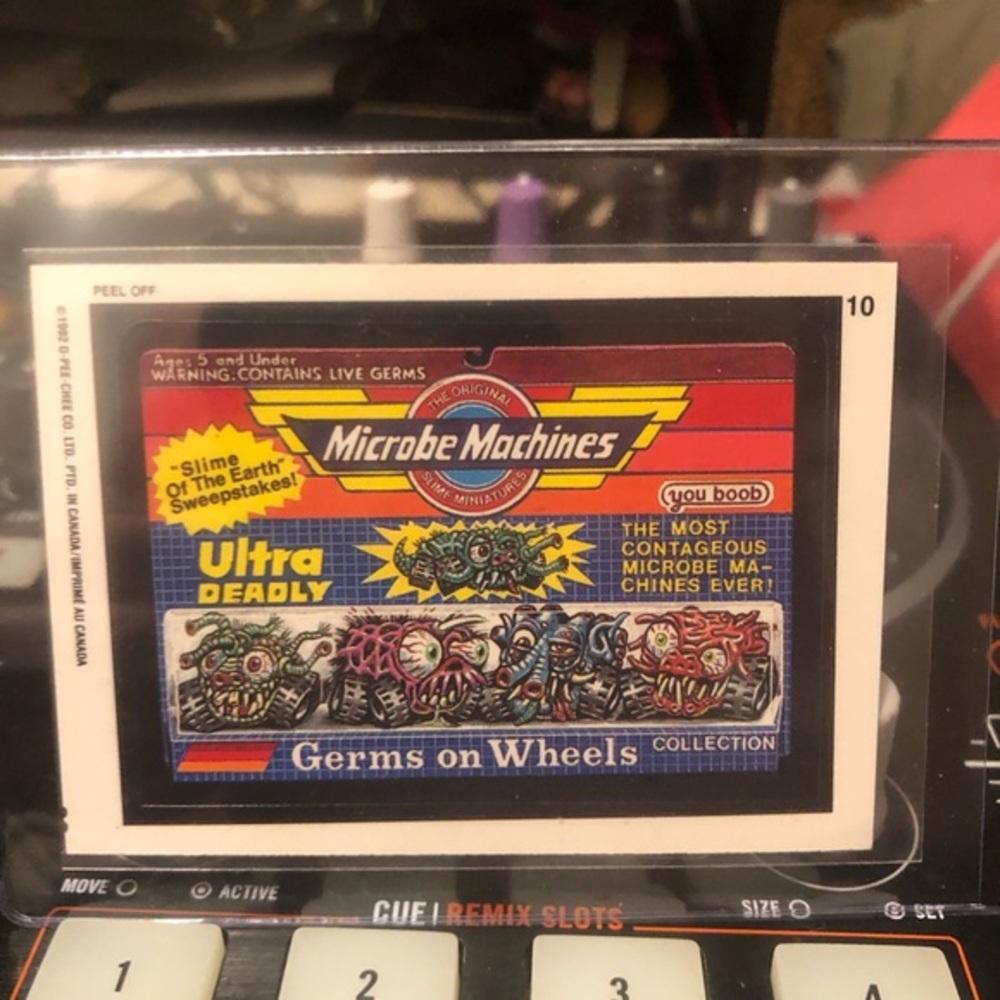 PEEL OFF
10
©1992 O-PEE-CHEE CO. LTD. PTD. IN CANADA/IMPRIMÉ AU CANADA
Ages 5 and Under
WARNING: CONTAINS LIVE GERMS
THE ORIGINAL
Microbe Machines
SLIME MINIATURES
"Slime
Of The Earth"
Sweepstakes!
you boob
Ultra
DEADLY
THE MOST
CONTAGEOUS
MICROBE MA-
CHINES EVER!
Germs on Wheels
COLLECTION
MOVE
ACTIVE
CUE | REMIX SLOTS
SIZE
SET
1
2
3
4